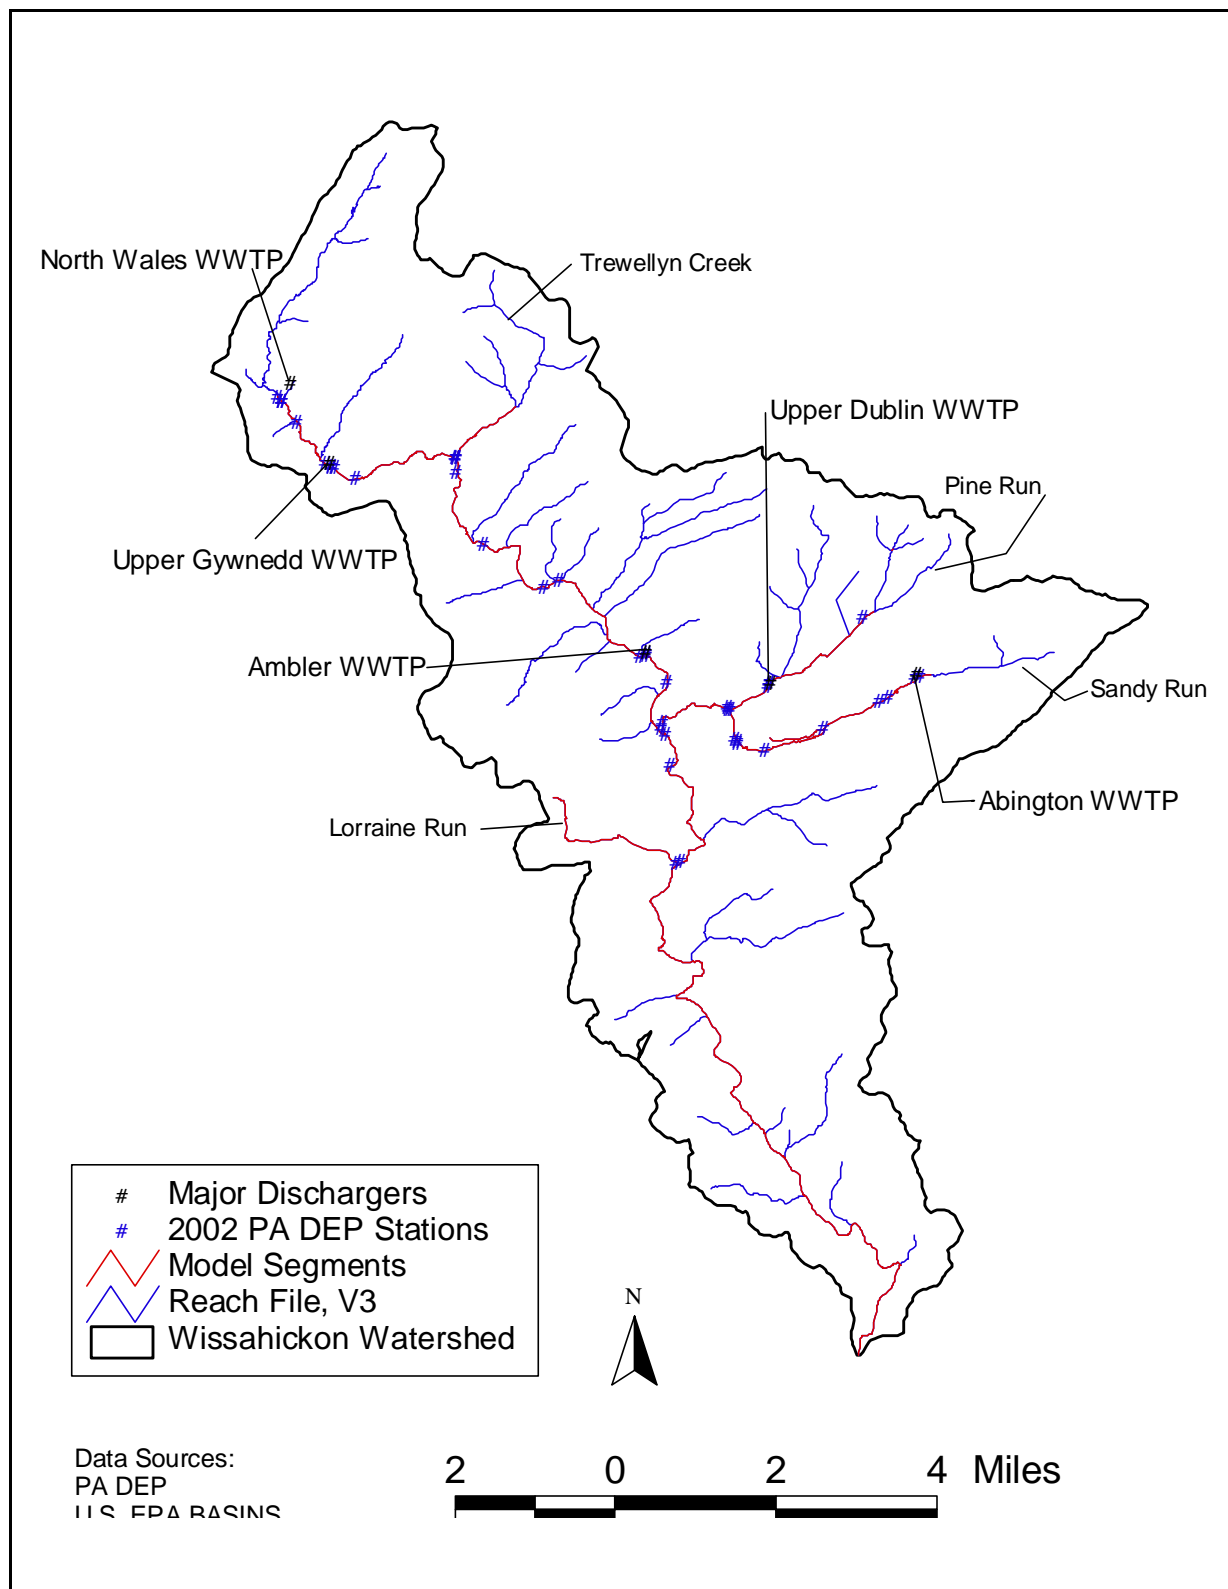 North Wales WWTP
Trewellyn Creek
Upper Dublin WWTP
Pine Run
Upper Gywnedd WWTP
Ambler WWTP
Sandy Run
Abington WWTP
Lorraine Run
# Major Dischargers
# 2002 PA DEP Stations
Model Segments
Reach File, V3
Wissahickon Watershed
N
Data Sources:
PA DEP
U.S. EPA BASINS
2 0 2 4 Miles